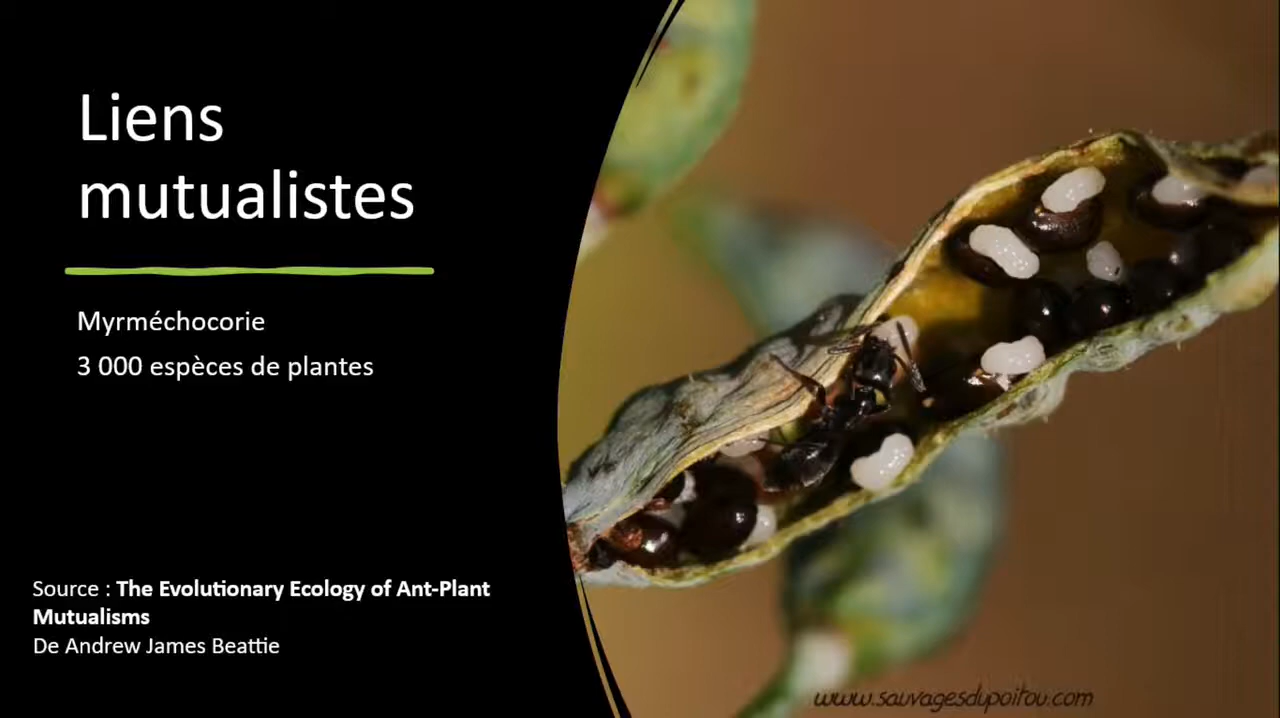 Liens
mutualistes
Myrméchocorie
3 000 espèces de plantes
Source : The Evolutionary Ecology of Ant-Plant
Mutualisms
De Andrew James Beattie
www.sauvagesdupoitou.com